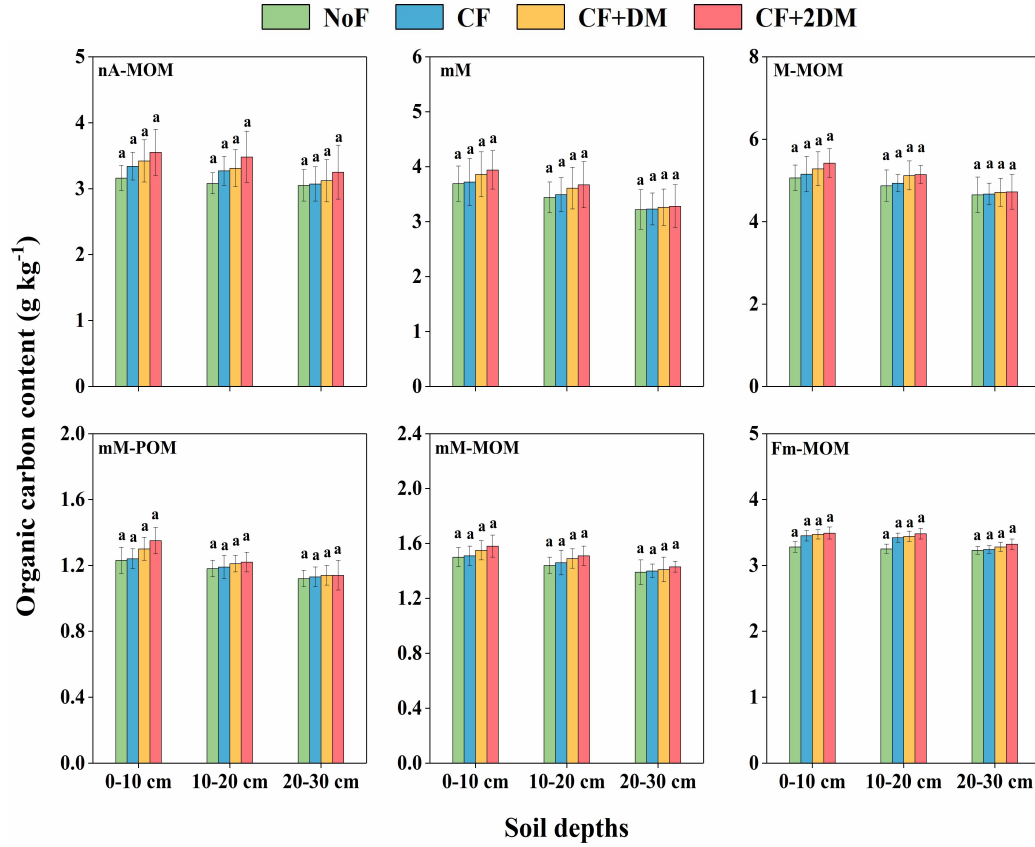 NoF CF CF+DM CF+2DM
Organic carbon content (g kg-1)
nA-MOM
5
4
3
2
1
0
a a a a a a a a a a a a
mM
6
5
4
3
2
1
0
a a a a a a a a a a a a
M-MOM
8
6
4
2
0
a a a a a a a a a a a a
mM-POM
2.0
1.6
1.2
0.8
0.4
0.0
a a a a a a a a a a a a
0-10 cm 10-20 cm 20-30 cm
mM-MOM
2.4
2.0
1.6
1.2
0.8
0.4
0.0
a a a a a a a a a a a a
0-10 cm 10-20 cm 20-30 cm
Fm-MOM
5
4
3
2
1
0
a a a a a a a a a a a a
0-10 cm 10-20 cm 20-30 cm
Soil depths